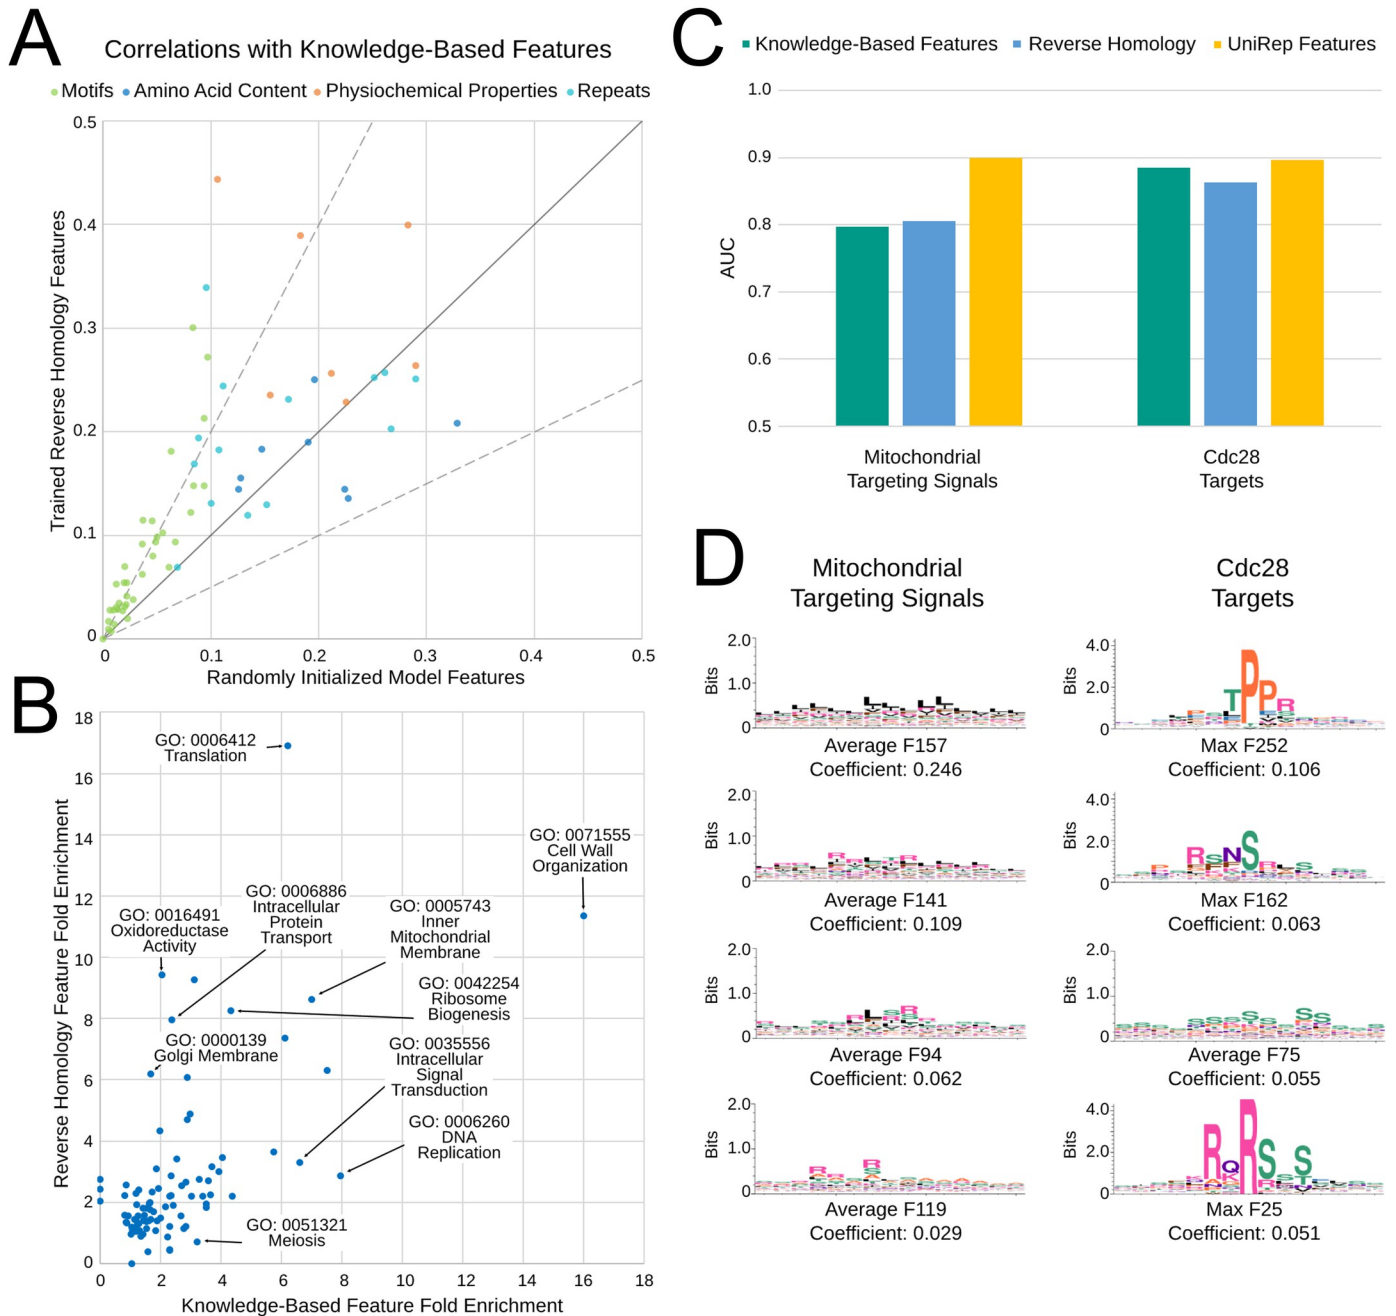 A
Correlations with Knowledge-Based Features
Motifs Amino Acid Content Physiochemical Properties Repeats
Trained Reverse Homology Features
0.5
0.4
0.3
0.2
0.1
0
0 0.1 0.2 0.3 0.4 0.5
Randomly Initialized Model Features
B
Reverse Homology Feature Fold Enrichment
18
16
14
12
10
8
6
4
2
0
GO: 0006412
Translation
GO: 0071555
Cell Wall
Organization
GO: 0006886
Intracellular
Protein
Transport
GO: 0016491
Oxidoreductase
Activity
GO: 0005743
Inner
Mitochondrial
Membrane
GO: 0042254
Ribosome
Biogenesis
GO: 0000139
Golgi Membrane
GO: 0035556
Intracellular
Signal
Transduction
GO: 0006260
DNA
Replication
GO: 0051321
Meiosis
0 2 4 6 8 10 12 14 16 18
Knowledge-Based Feature Fold Enrichment
C
Knowledge-Based Features Reverse Homology UniRep Features
AUC
1.0
0.9
0.8
0.7
0.6
0.5
Mitochondrial
Targeting Signals
Cdc28
Targets
D
Mitochondrial
Targeting Signals
Cdc28
Targets
Bits
2.0
1.0
0
Average F157
Coefficient: 0.246
Bits
4.0
2.0
0
T P P R
Max F252
Coefficient: 0.106
Bits
2.0
1.0
0
Average F141
Coefficient: 0.109
Bits
4.0
2.0
0
R S N S
Max F162
Coefficient: 0.063
Bits
2.0
1.0
0
Average F94
Coefficient: 0.062
Bits
2.0
1.0
0
Average F75
Coefficient: 0.055
Bits
2.0
1.0
0
Average F119
Coefficient: 0.029
Bits
4.0
2.0
0
R Q R S S
Max F25
Coefficient: 0.051